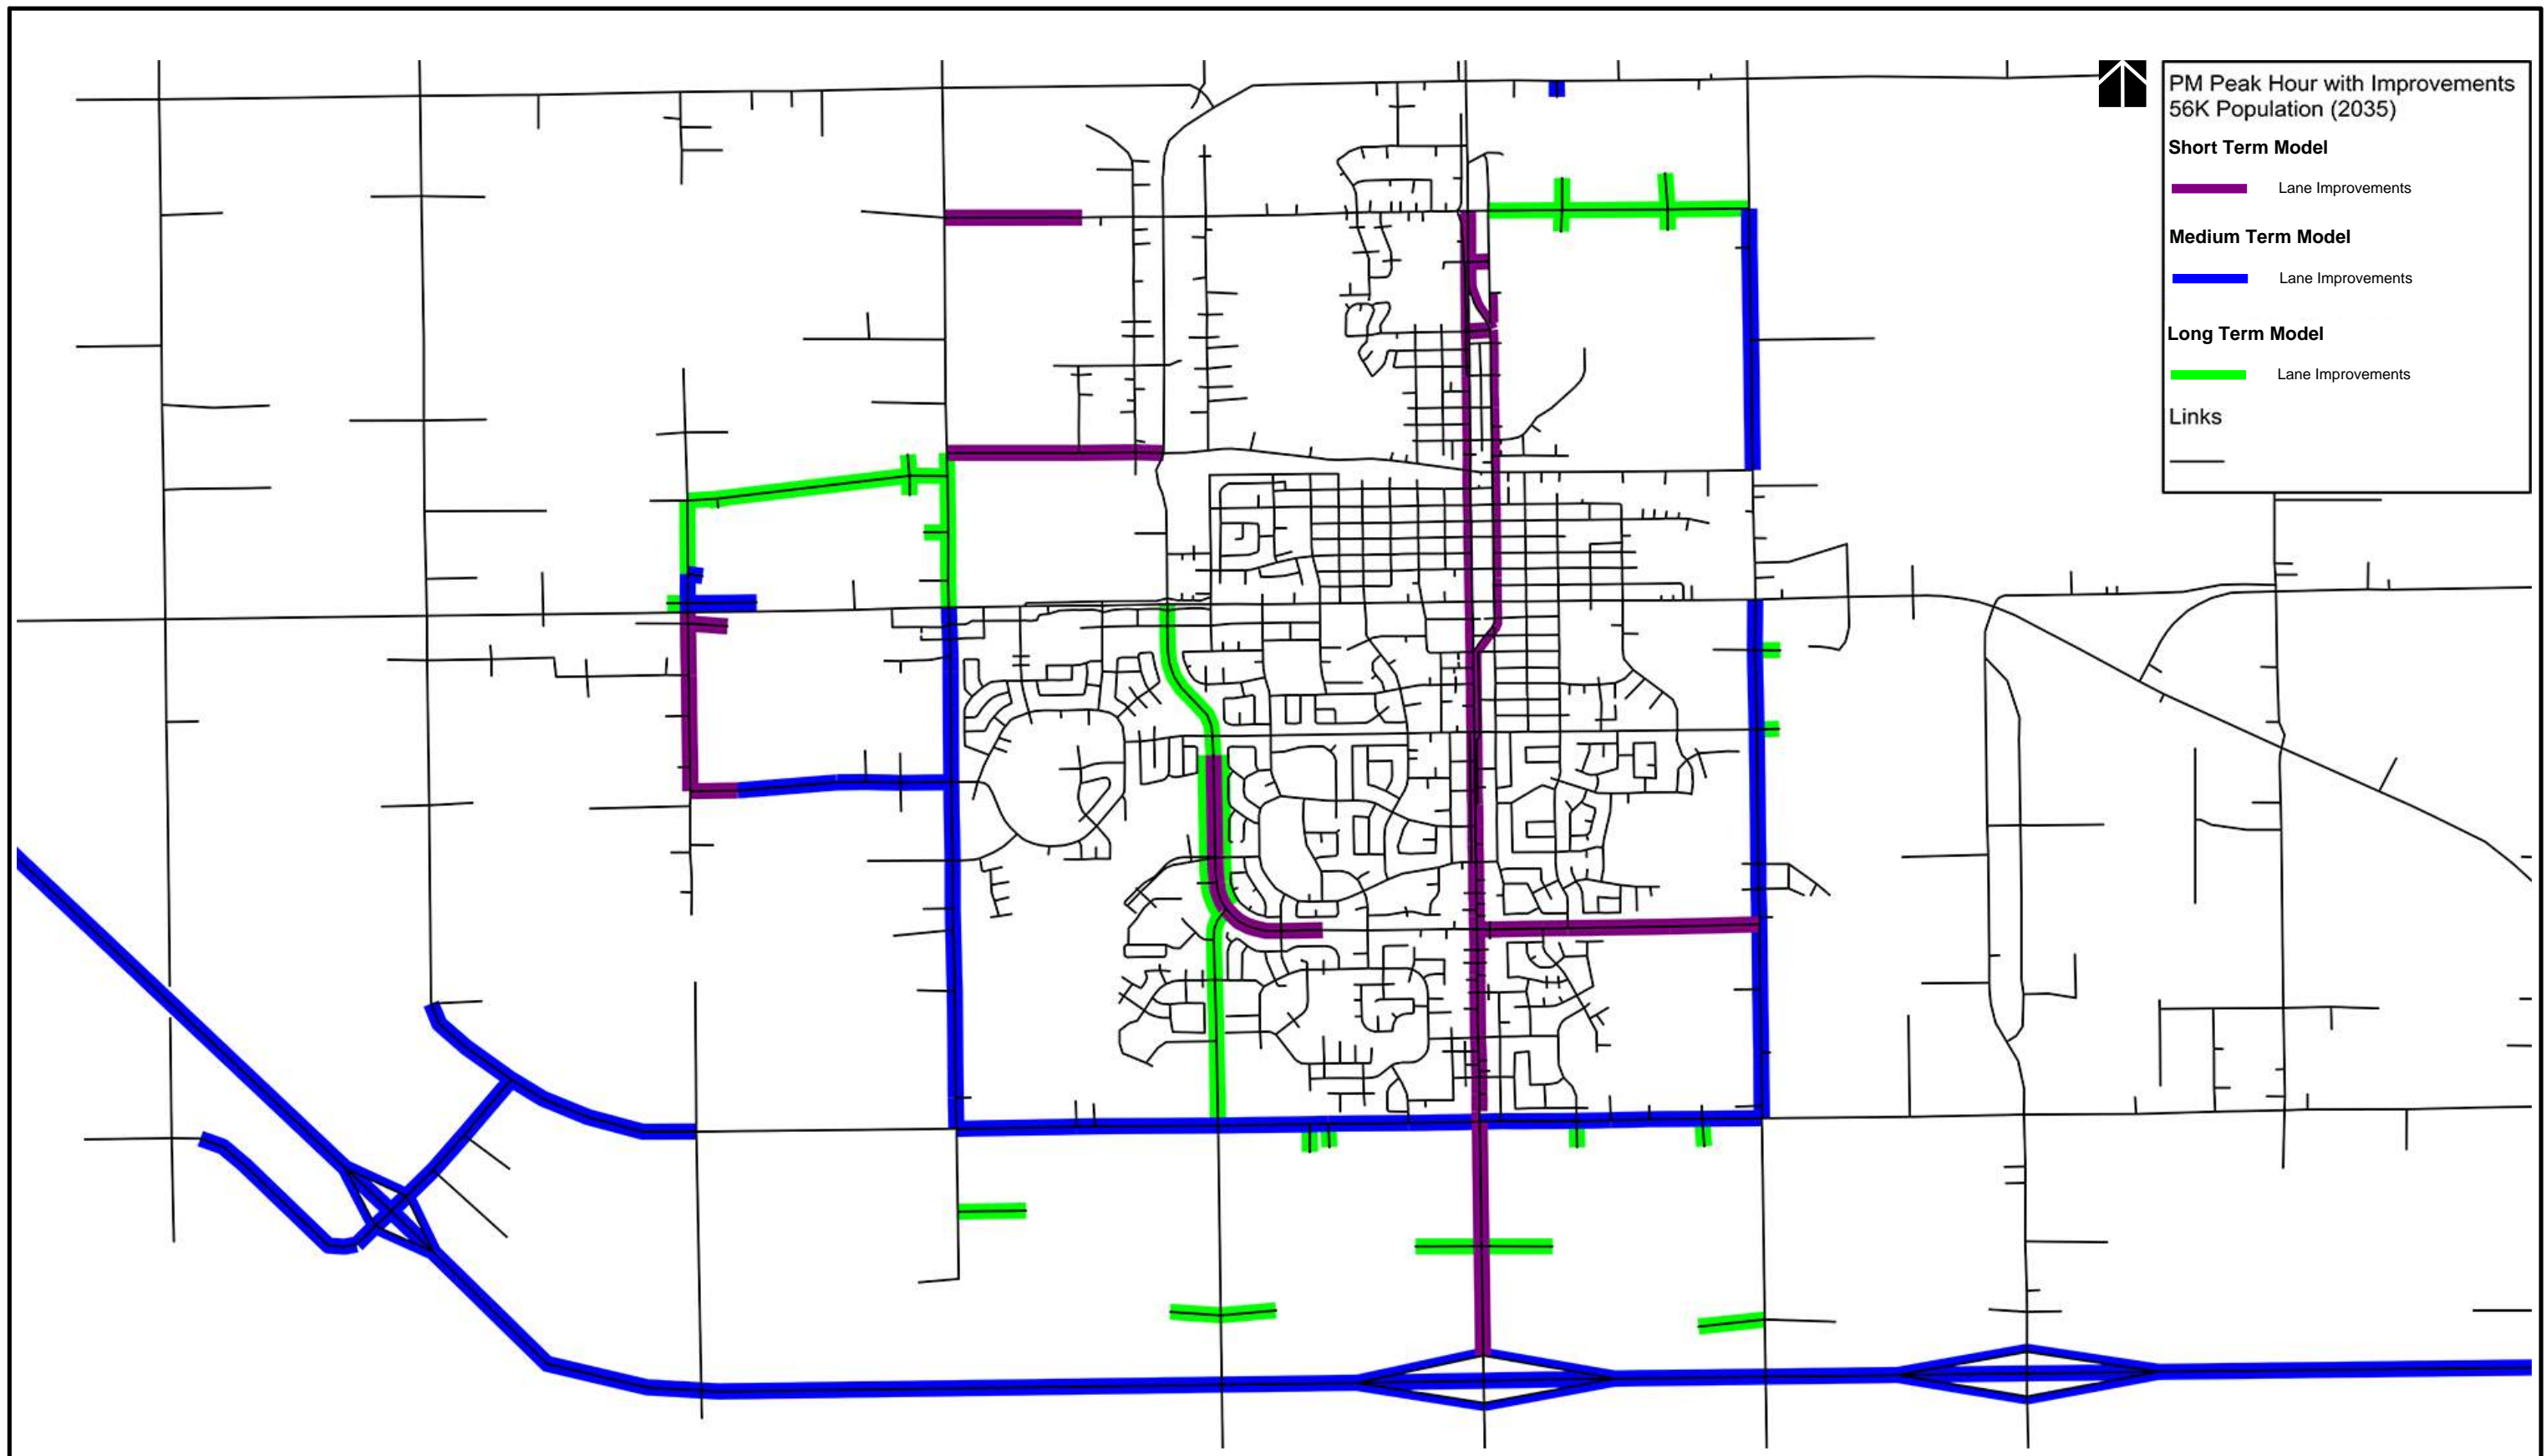 PM Peak Hour with Improvements
56K Population (2035)
Short Term Model
Lane Improvements
Medium Term Model
Lane Improvements
Long Term Model
Lane Improvements
Links